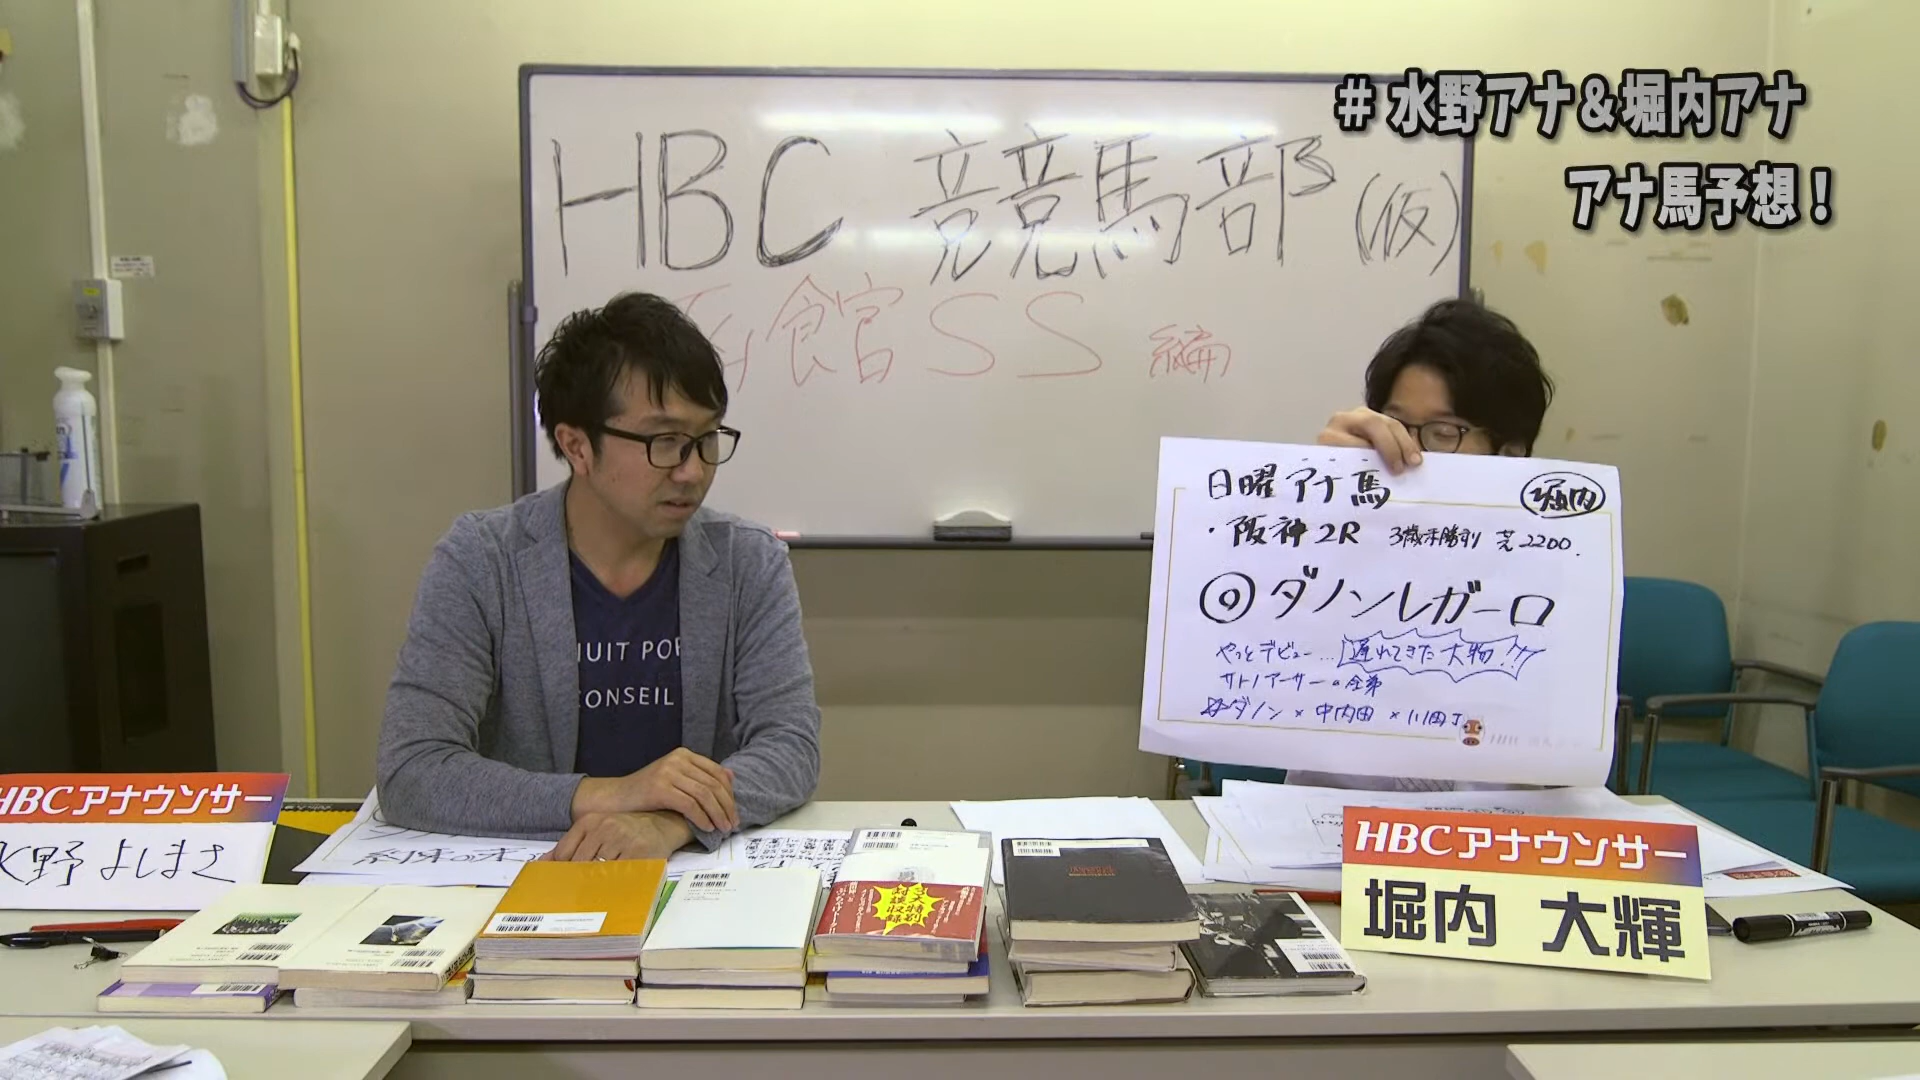 # 水野アナ＆堀内アナ
アナ馬予想！
HBC 競馬部(仮)
館SS 編
日曜 アナ馬
堀内
・阪神2R 3歳未勝利 芝2200.
◎ダノンレガーロ
やっとデビュー… 遅れてきた大物!!
サトノアーサーの全弟
ダノン×中内田×川田J
NUIT POR
CONSEIL
HBCアナウンサー
水野 よしまさ
HBCアナウンサー
堀内 大輝